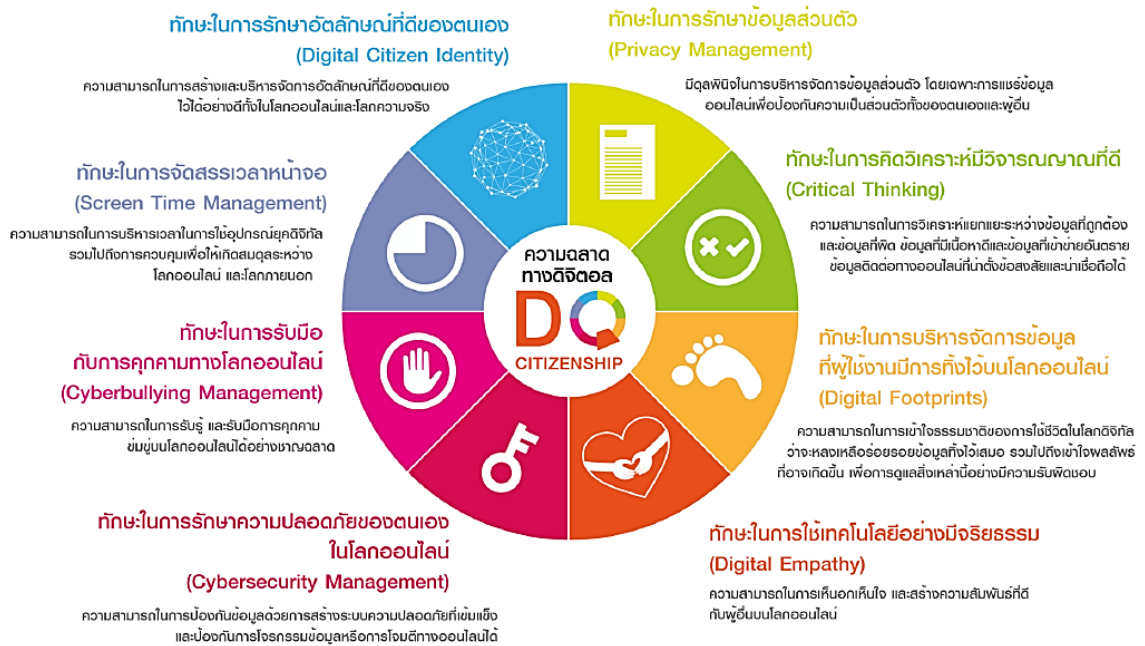 ทักษะในการรักษาอัตลักษณ์ที่ดีของตนเอง
(Digital Citizen Identity)
ความสามารถในการสร้างและบริหารจัดการอัตลักษณ์ที่ดีของตนเอง
ไว้ได้อย่างดีทั้งในโลกออนไลน์และโลกความจริง
ทักษะในการรักษาข้อมูลส่วนตัว
(Privacy Management)
มีดุลพินิจในการบริหารจัดการข้อมูลส่วนตัว โดยเฉพาะการแชร์ข้อมูล
ออนไลน์เพื่อป้องกันความเป็นส่วนตัวทั้งของตนเองและผู้อื่น
ทักษะในการจัดสรรเวลาหน้าจอ
(Screen Time Management)
ความสามารถในการบริหารเวลาในการใช้อุปกรณ์ยุคดิจิทัล
รวมไปถึงการควบคุมเพื่อให้เกิดสมดุลระหว่าง
โลกออนไลน์ และโลกภายนอก
ทักษะในการคิดวิเคราะห์มีวิจารณญาณที่ดี
(Critical Thinking)
ความสามารถในการวิเคราะห์แยกแยะระหว่างข้อมูลที่ถูกต้อง
และข้อมูลที่ผิด ข้อมูลที่มีเนื้อหาดีและข้อมูลที่เข้าข่ายอันตราย
ข้อมูลติดต่อทางออนไลน์ที่น่าตั้งข้อสงสัยและน่าเชื่อถือได้
ความฉลาด
ทางดิจิตอล
DQ
CITIZENSHIP
ทักษะในการรับมือ
กับการคุกคามทางโลกออนไลน์
(Cyberbullying Management)
ความสามารถในการรับรู้ และรับมือการคุกคาม
ข่มขู่บนโลกออนไลน์ได้อย่างชาญฉลาด
ทักษะในการบริหารจัดการข้อมูล
ที่ผู้ใช้งานมีการทิ้งไว้บนโลกออนไลน์
(Digital Footprints)
ความสามารถในการเข้าใจธรรมชาติของการใช้ชีวิตในโลกดิจิทัล
ว่าจะหลงเหลือร่อยรอยข้อมูลทิ้งไว้เสมอ รวมไปถึงเข้าใจผลลัพธ์
ที่อาจเกิดขึ้น เพื่อการดูแลสิ่งเหล่านี้อย่างมีความรับผิดชอบ
ทักษะในการรักษาความปลอดภัยของตนเอง
ในโลกออนไลน์
(Cybersecurity Management)
ความสามารถในการป้องกันข้อมูลด้วยการสร้างระบบความปลอดภัยที่เข้มแข็ง
และป้องกันการโจรกรรมข้อมูลหรือการโจมตีทางออนไลน์ได้
ทักษะในการใช้เทคโนโลยีอย่างมีจริยธรรม
(Digital Empathy)
ความสามารถในการเห็นอกเห็นใจ และสร้างความสัมพันธ์ที่ดี
กับผู้อื่นบนโลกออนไลน์